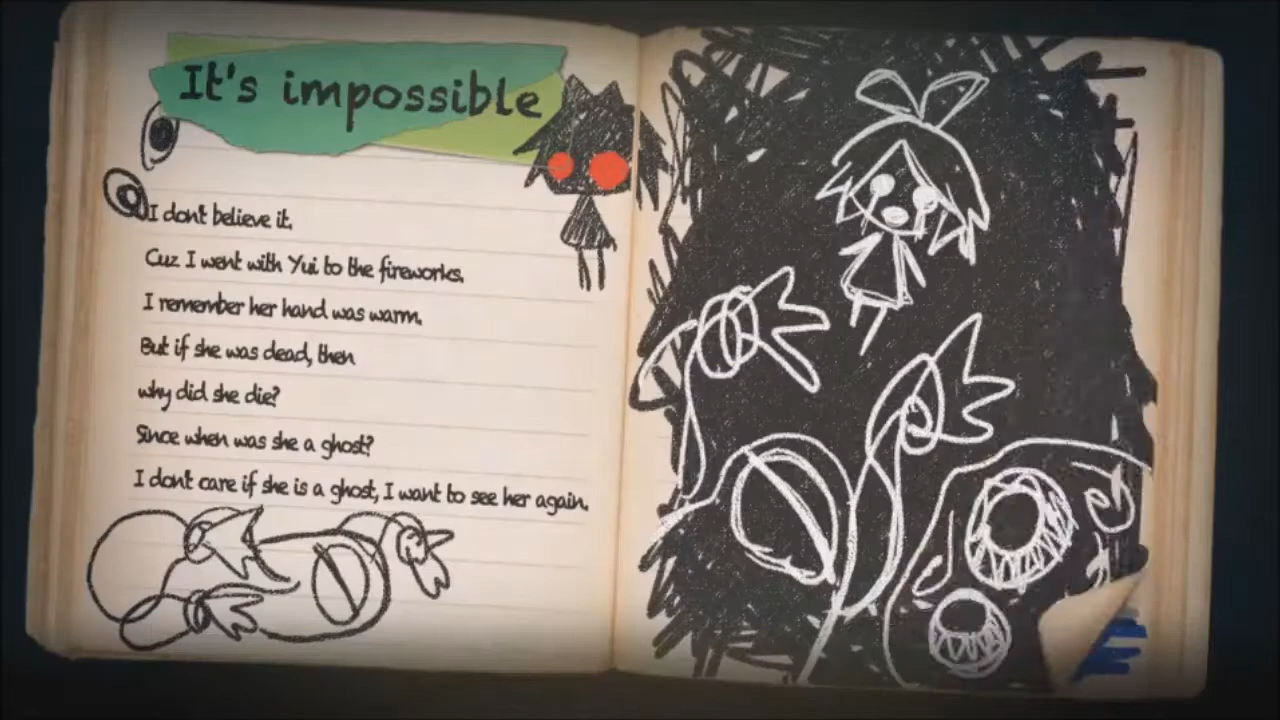 It's impossible
I don't believe it.
Cuz I went with Yui to the fireworks.
I remember her hand was warm.
But if she was dead, then
why did she die?
Since when was she a ghost?
I don't care if she is a ghost, I want to see her again.